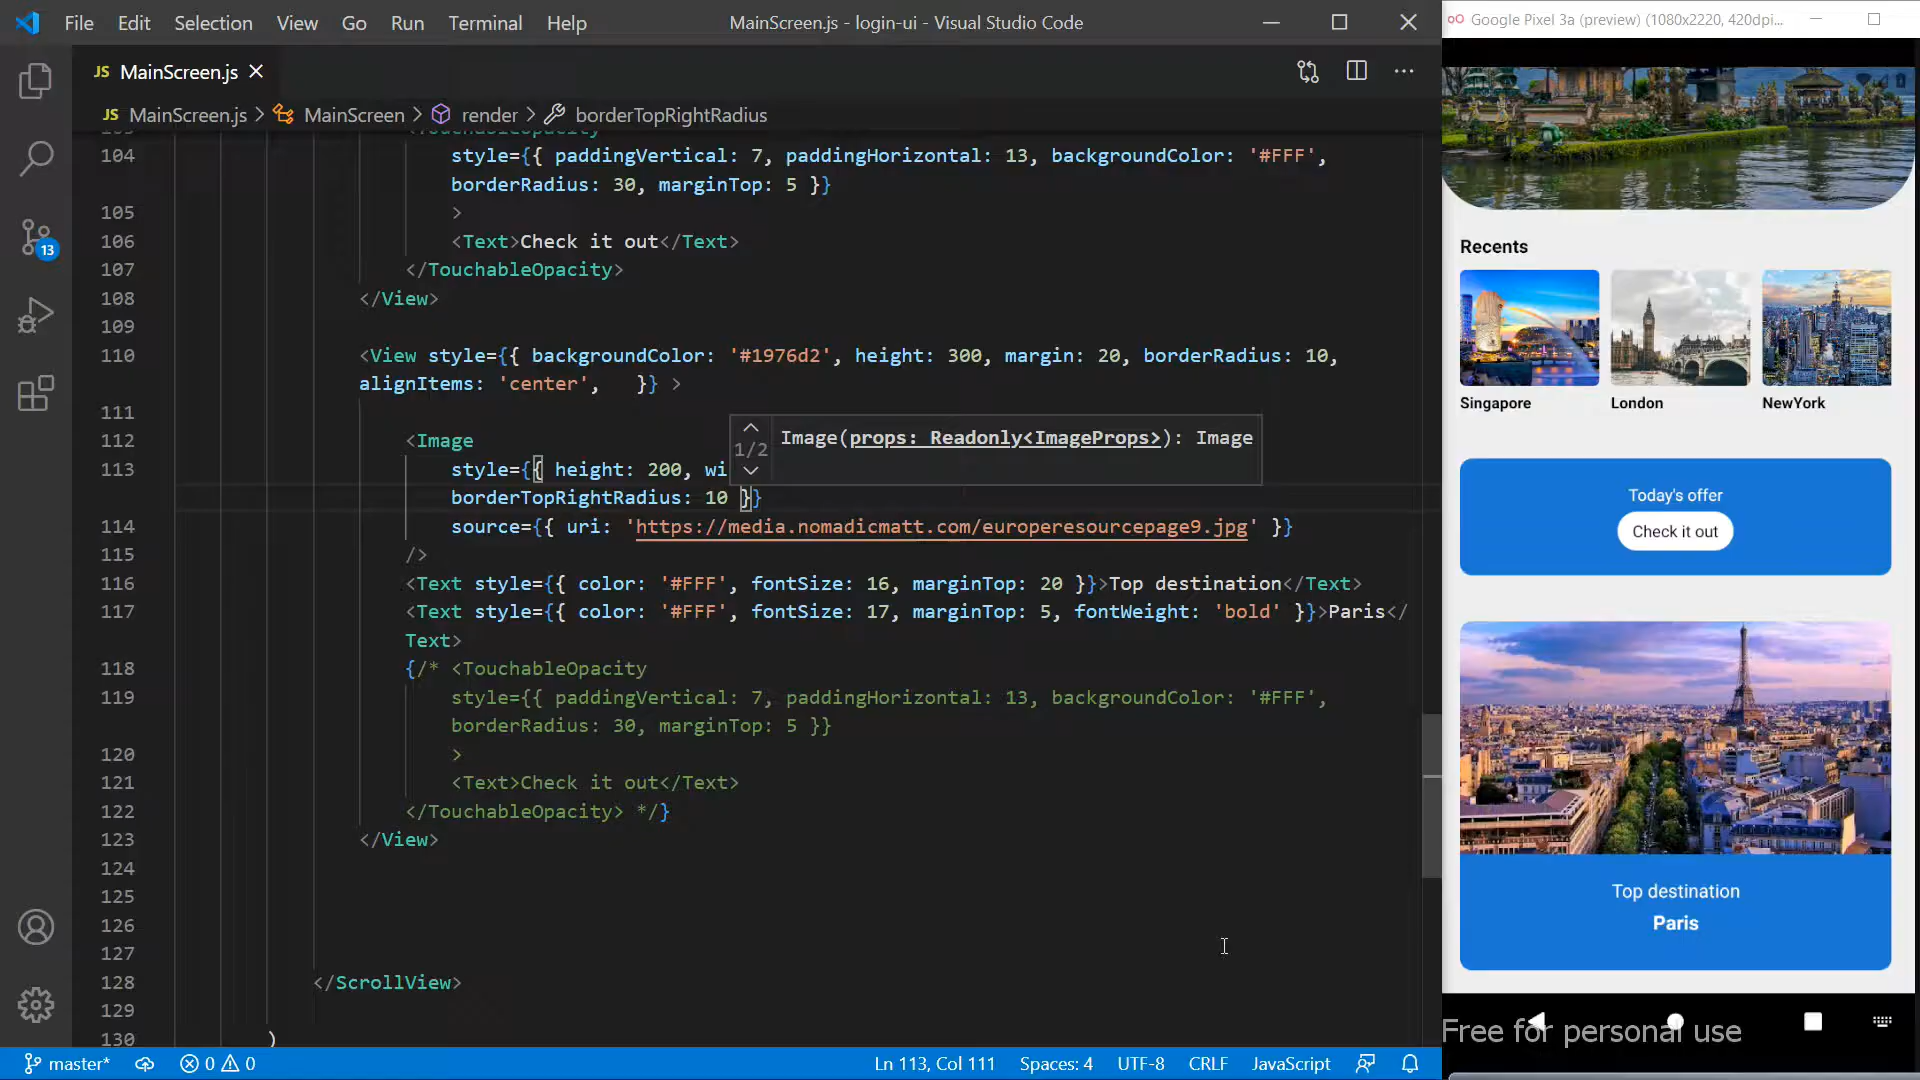 File Edit Selection View Go Run Terminal Help
MainScreen.js - login-ui - Visual Studio Code
Google Pixel 3a (preview) (1080x2220, 420dpi...
JS MainScreen.js
JS MainScreen.js > MainScreen > render > borderTopRightRadius
104 style={{ paddingVertical: 7, paddingHorizontal: 13, backgroundColor: '#FFF',
borderRadius: 30, marginTop: 5 }}
105 >
106 <Text>Check it out</Text>
107 </TouchableOpacity>
108 </View>
109
110 <View style={{ backgroundColor: '#1976d2', height: 300, margin: 20, borderRadius: 10,
alignItems: 'center',   }} >
111
112 <Image
Image(props: Readonly<ImageProps>): Image
1/2
113 style={{ height: 200, wi
borderTopRightRadius: 10 }}
114 source={{ uri: 'https://media.nomadicmatt.com/europeresourcepage9.jpg' }}
115 />
116 <Text style={{ color: '#FFF', fontSize: 16, marginTop: 20 }}>Top destination</Text>
117 <Text style={{ color: '#FFF', fontSize: 17, marginTop: 5, fontWeight: 'bold' }}>Paris</
Text>
118 {/* <TouchableOpacity
119 style={{ paddingVertical: 7, paddingHorizontal: 13, backgroundColor: '#FFF',
borderRadius: 30, marginTop: 5 }}
120 >
121 <Text>Check it out</Text>
122 </TouchableOpacity> */}
123 </View>
124
125
126
127
128 </ScrollView>
129
130 )
13
master* 0 0
Ln 113, Col 111 Spaces: 4 UTF-8 CRLF JavaScript
Recents
Singapore London NewYork
Today's offer
Check it out
Top destination
Paris
Free for personal use